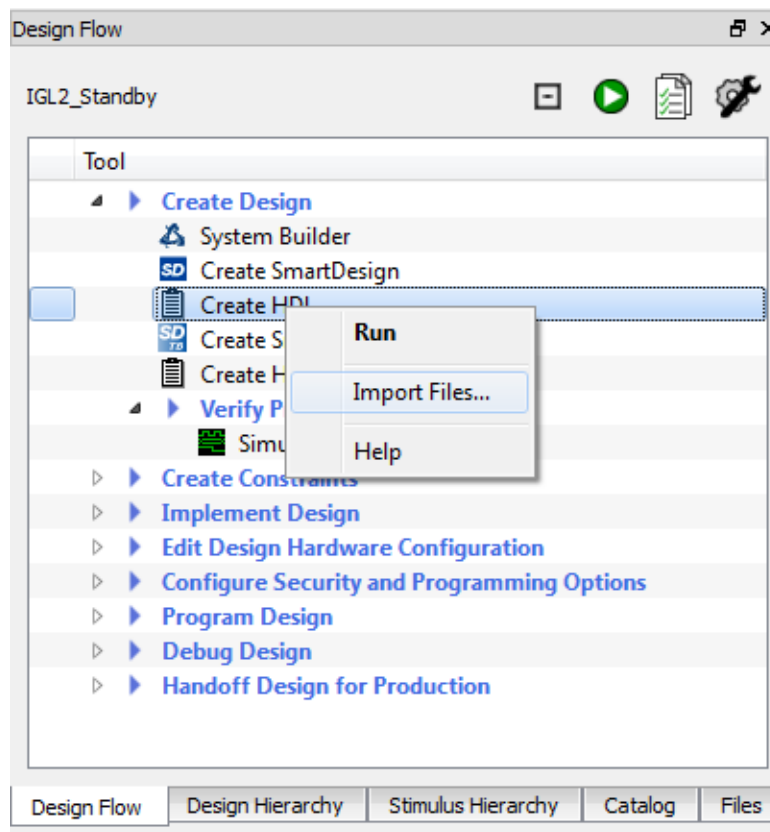 Design Flow
IGL2_Standby
Tool
Create Design
System Builder
SD Create SmartDesign
Create HDL
SD TB Create S
Run
Create H
Import Files...
Verify P
Simu
Help
Create Constraints
Implement Design
Edit Design Hardware Configuration
Configure Security and Programming Options
Program Design
Debug Design
Handoff Design for Production
Design Flow Design Hierarchy Stimulus Hierarchy Catalog Files